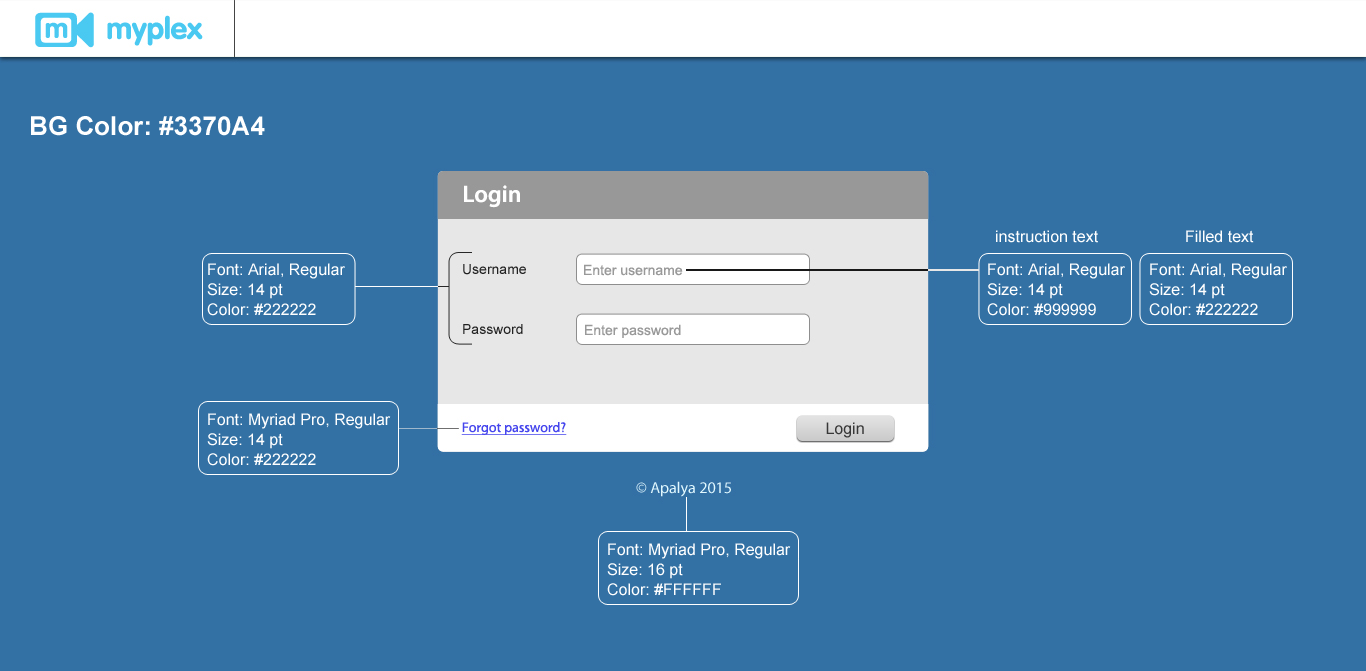 m myplex
BG Color: #3370A4
Login
instruction text
Filled text
Username
Enter username
Font: Arial, Regular
Size: 14 pt
Color: #222222
Font: Arial, Regular
Size: 14 pt
Color: #999999
Font: Arial, Regular
Size: 14 pt
Color: #222222
Password
Enter password
Font: Myriad Pro, Regular
Size: 14 pt
Color: #222222
Forgot password?
Login
© Apalya 2015
Font: Myriad Pro, Regular
Size: 16 pt
Color: #FFFFFF